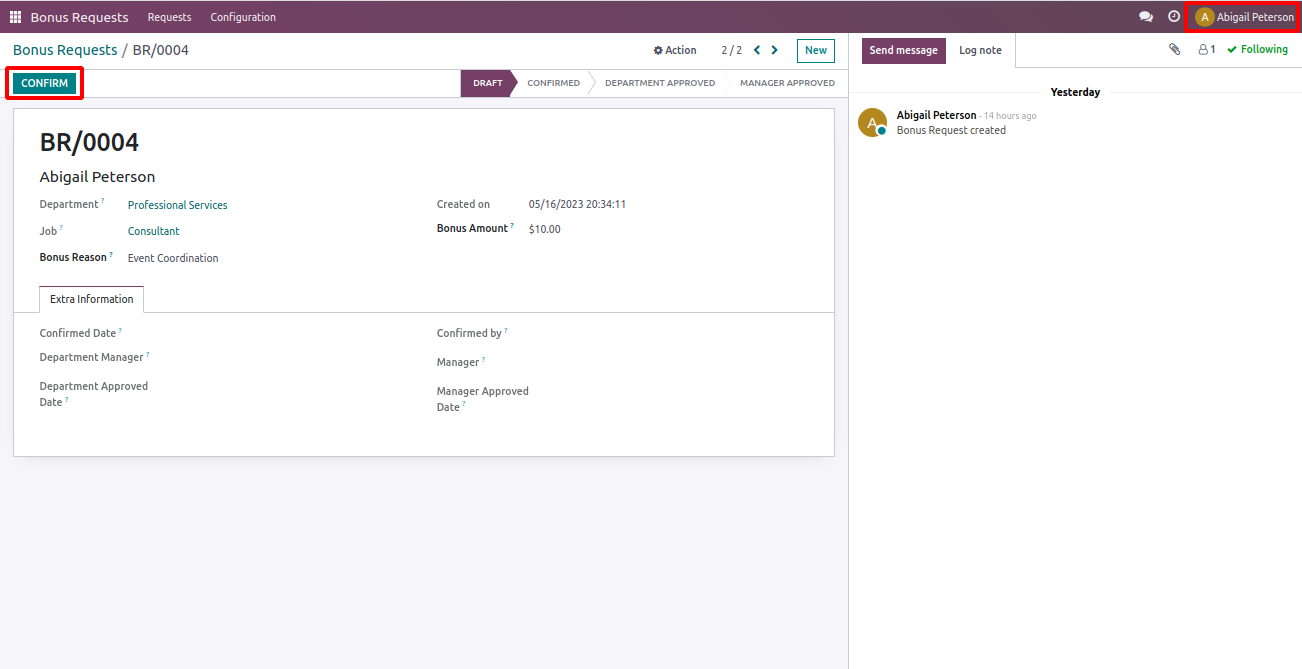 Bonus Requests Requests Configuration A Abigail Peterson
Bonus Requests / BR/0004 Action 2 / 2 New
CONFIRM DRAFT CONFIRMED DEPARTMENT APPROVED MANAGER APPROVED
BR/0004
Abigail Peterson
Department ? Professional Services
Job ? Consultant
Bonus Reason ? Event Coordination
Created on 05/16/2023 20:34:11
Bonus Amount ? $10.00
Extra Information
Confirmed Date ?
Department Manager ?
Department Approved
Date ?
Confirmed by ?
Manager ?
Manager Approved
Date ?
Send message Log note 1 Following
Yesterday
A Abigail Peterson - 14 hours ago
Bonus Request created